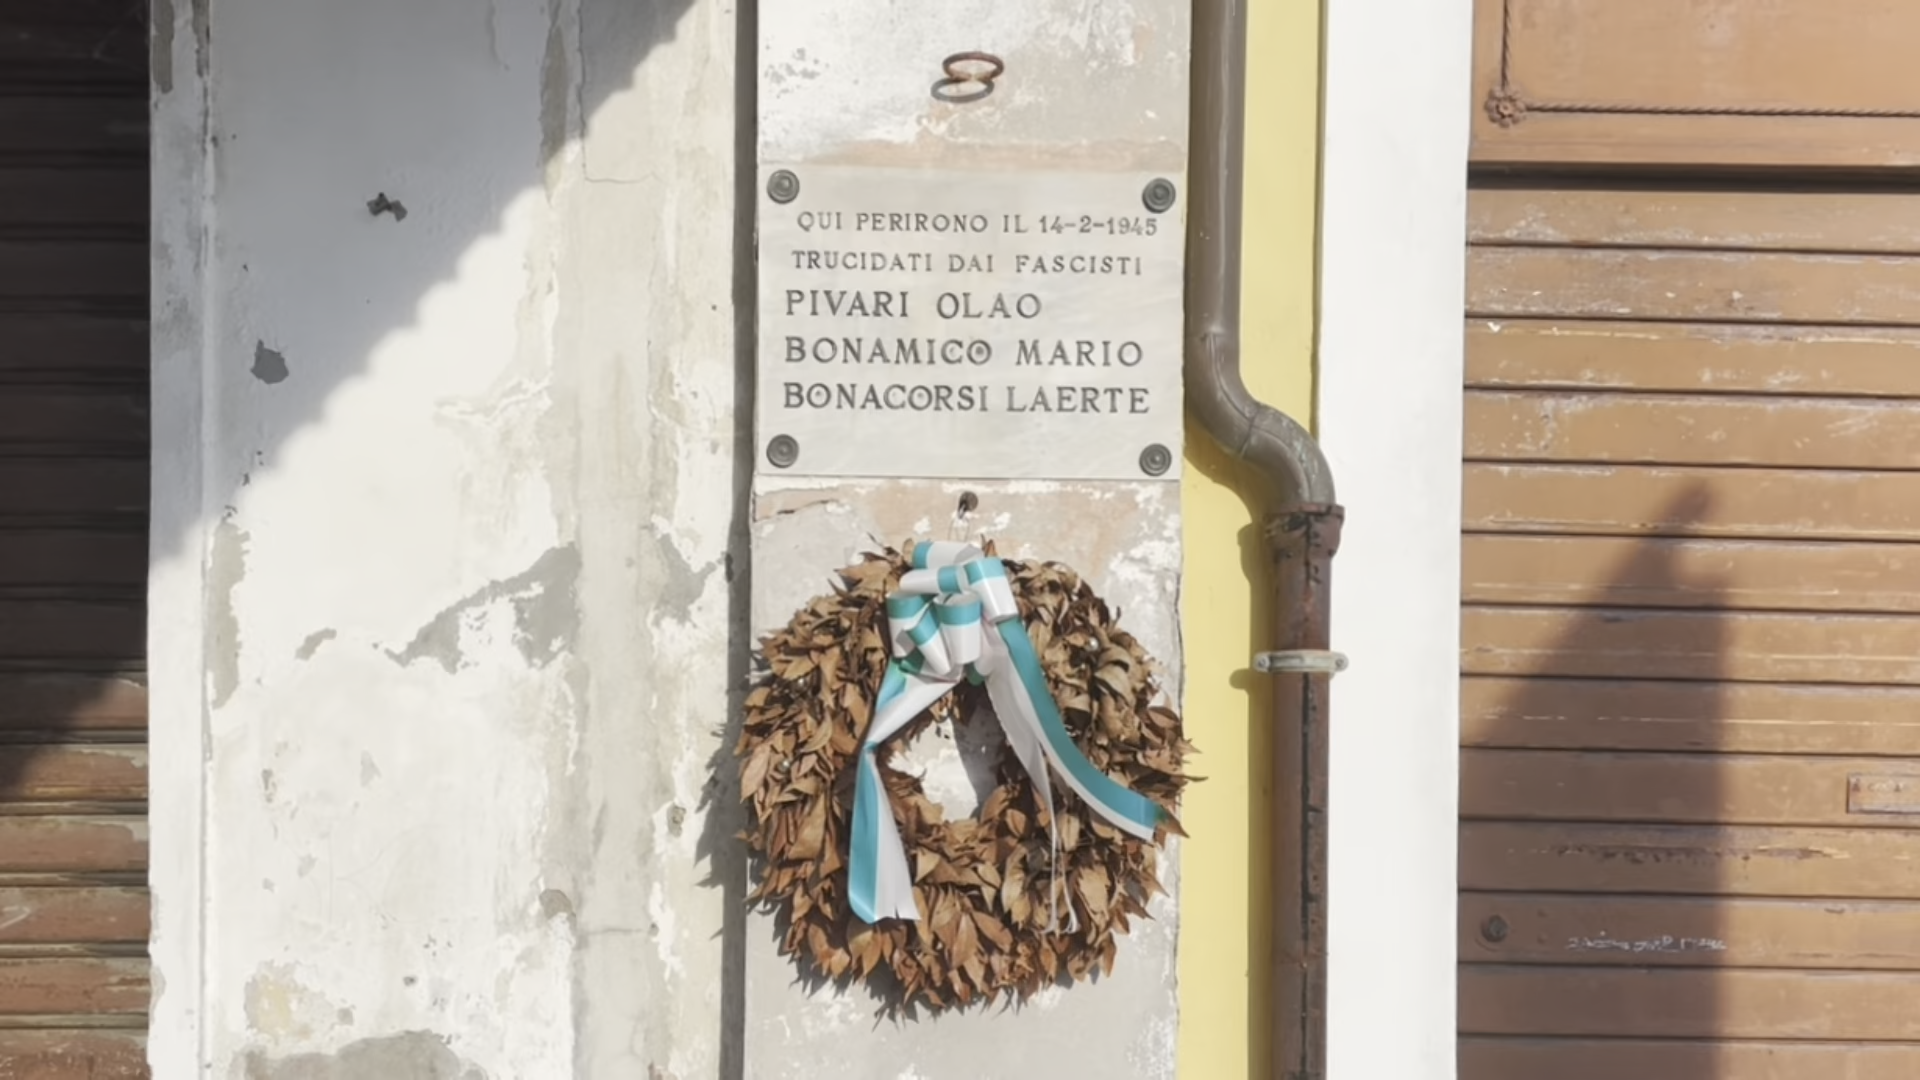 QUI PERIRONO IL 14-2-1945
TRUCIDATI DAI FASCISTI
PIVARI OLAO
BONAMICO MARIO
BONACORSI LAERTE